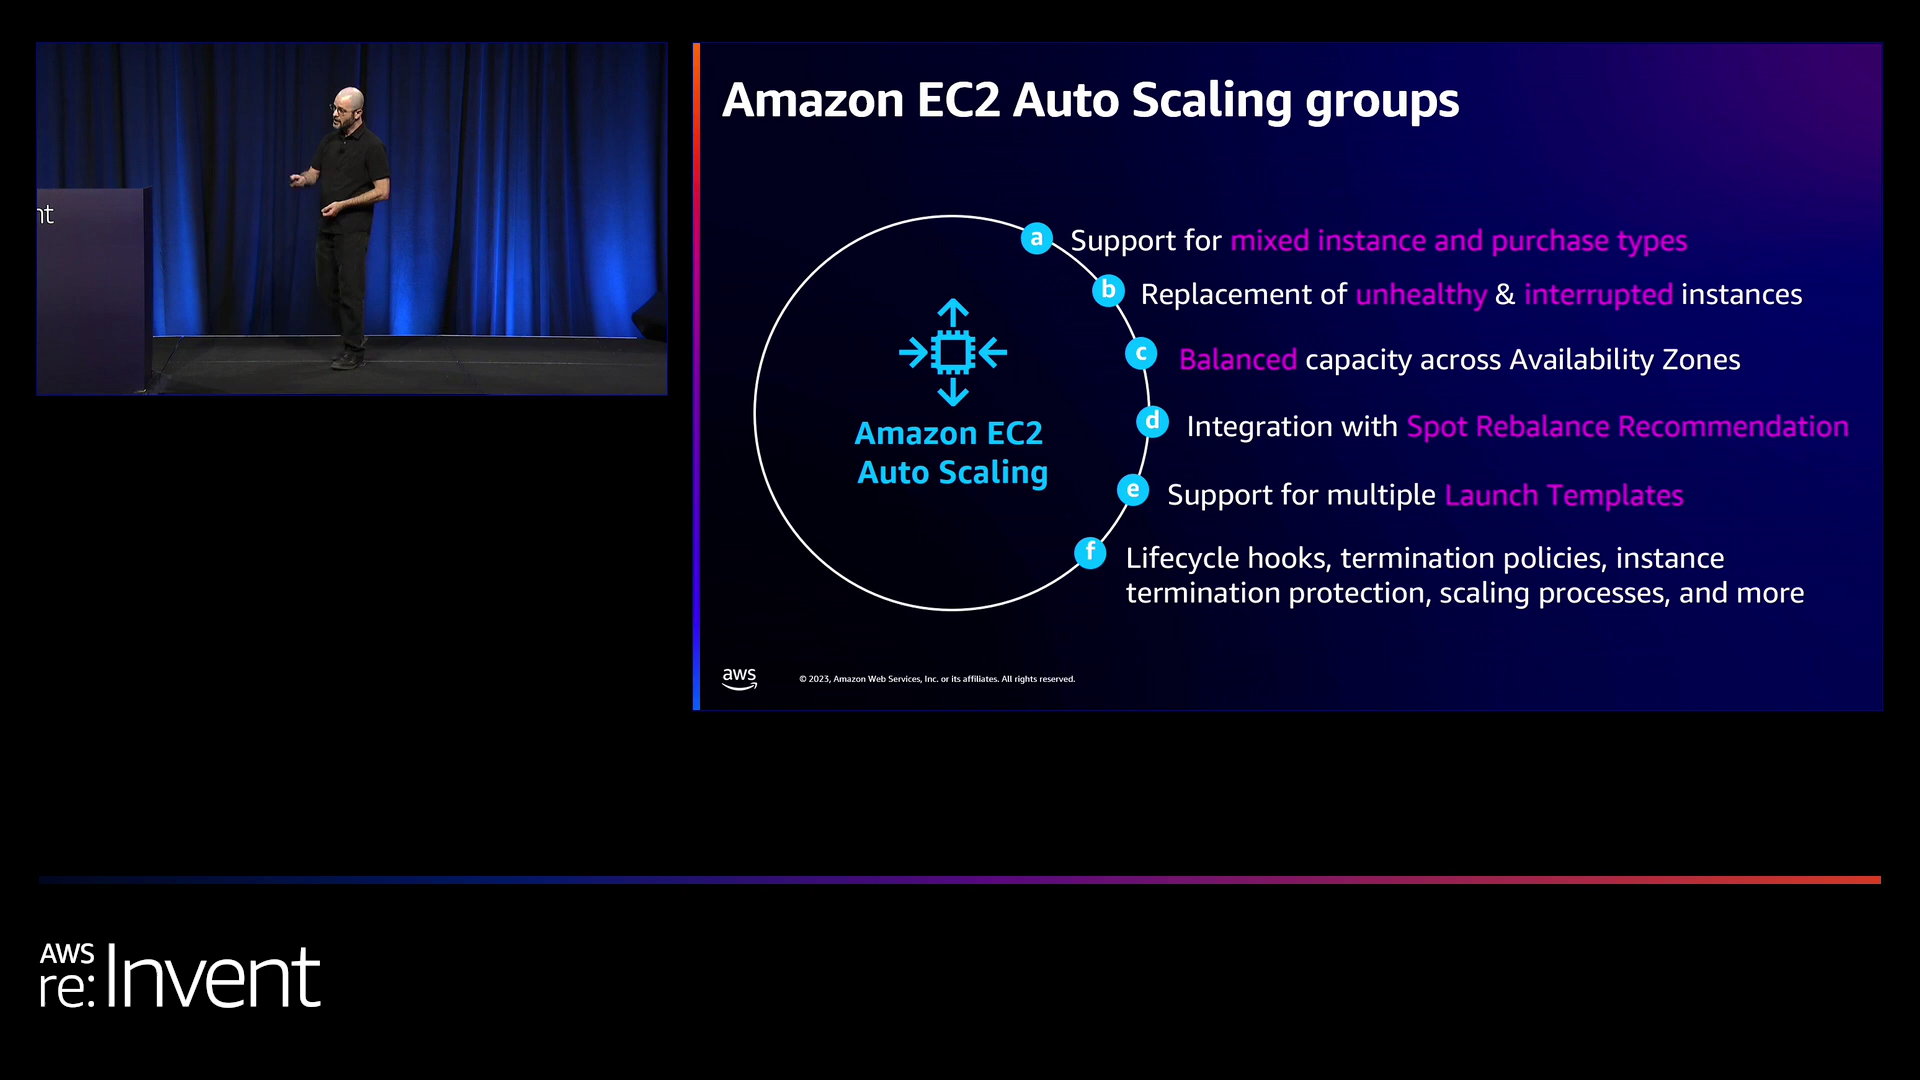 nt
Amazon EC2 Auto Scaling groups
a Support for mixed instance and purchase types
b Replacement of unhealthy & interrupted instances
c Balanced capacity across Availability Zones
d Integration with Spot Rebalance Recommendation
e Support for multiple Launch Templates
f Lifecycle hooks, termination policies, instance
termination protection, scaling processes, and more
Amazon EC2
Auto Scaling
aws
© 2023, Amazon Web Services, Inc. or its affiliates. All rights reserved.
AWS
re:Invent